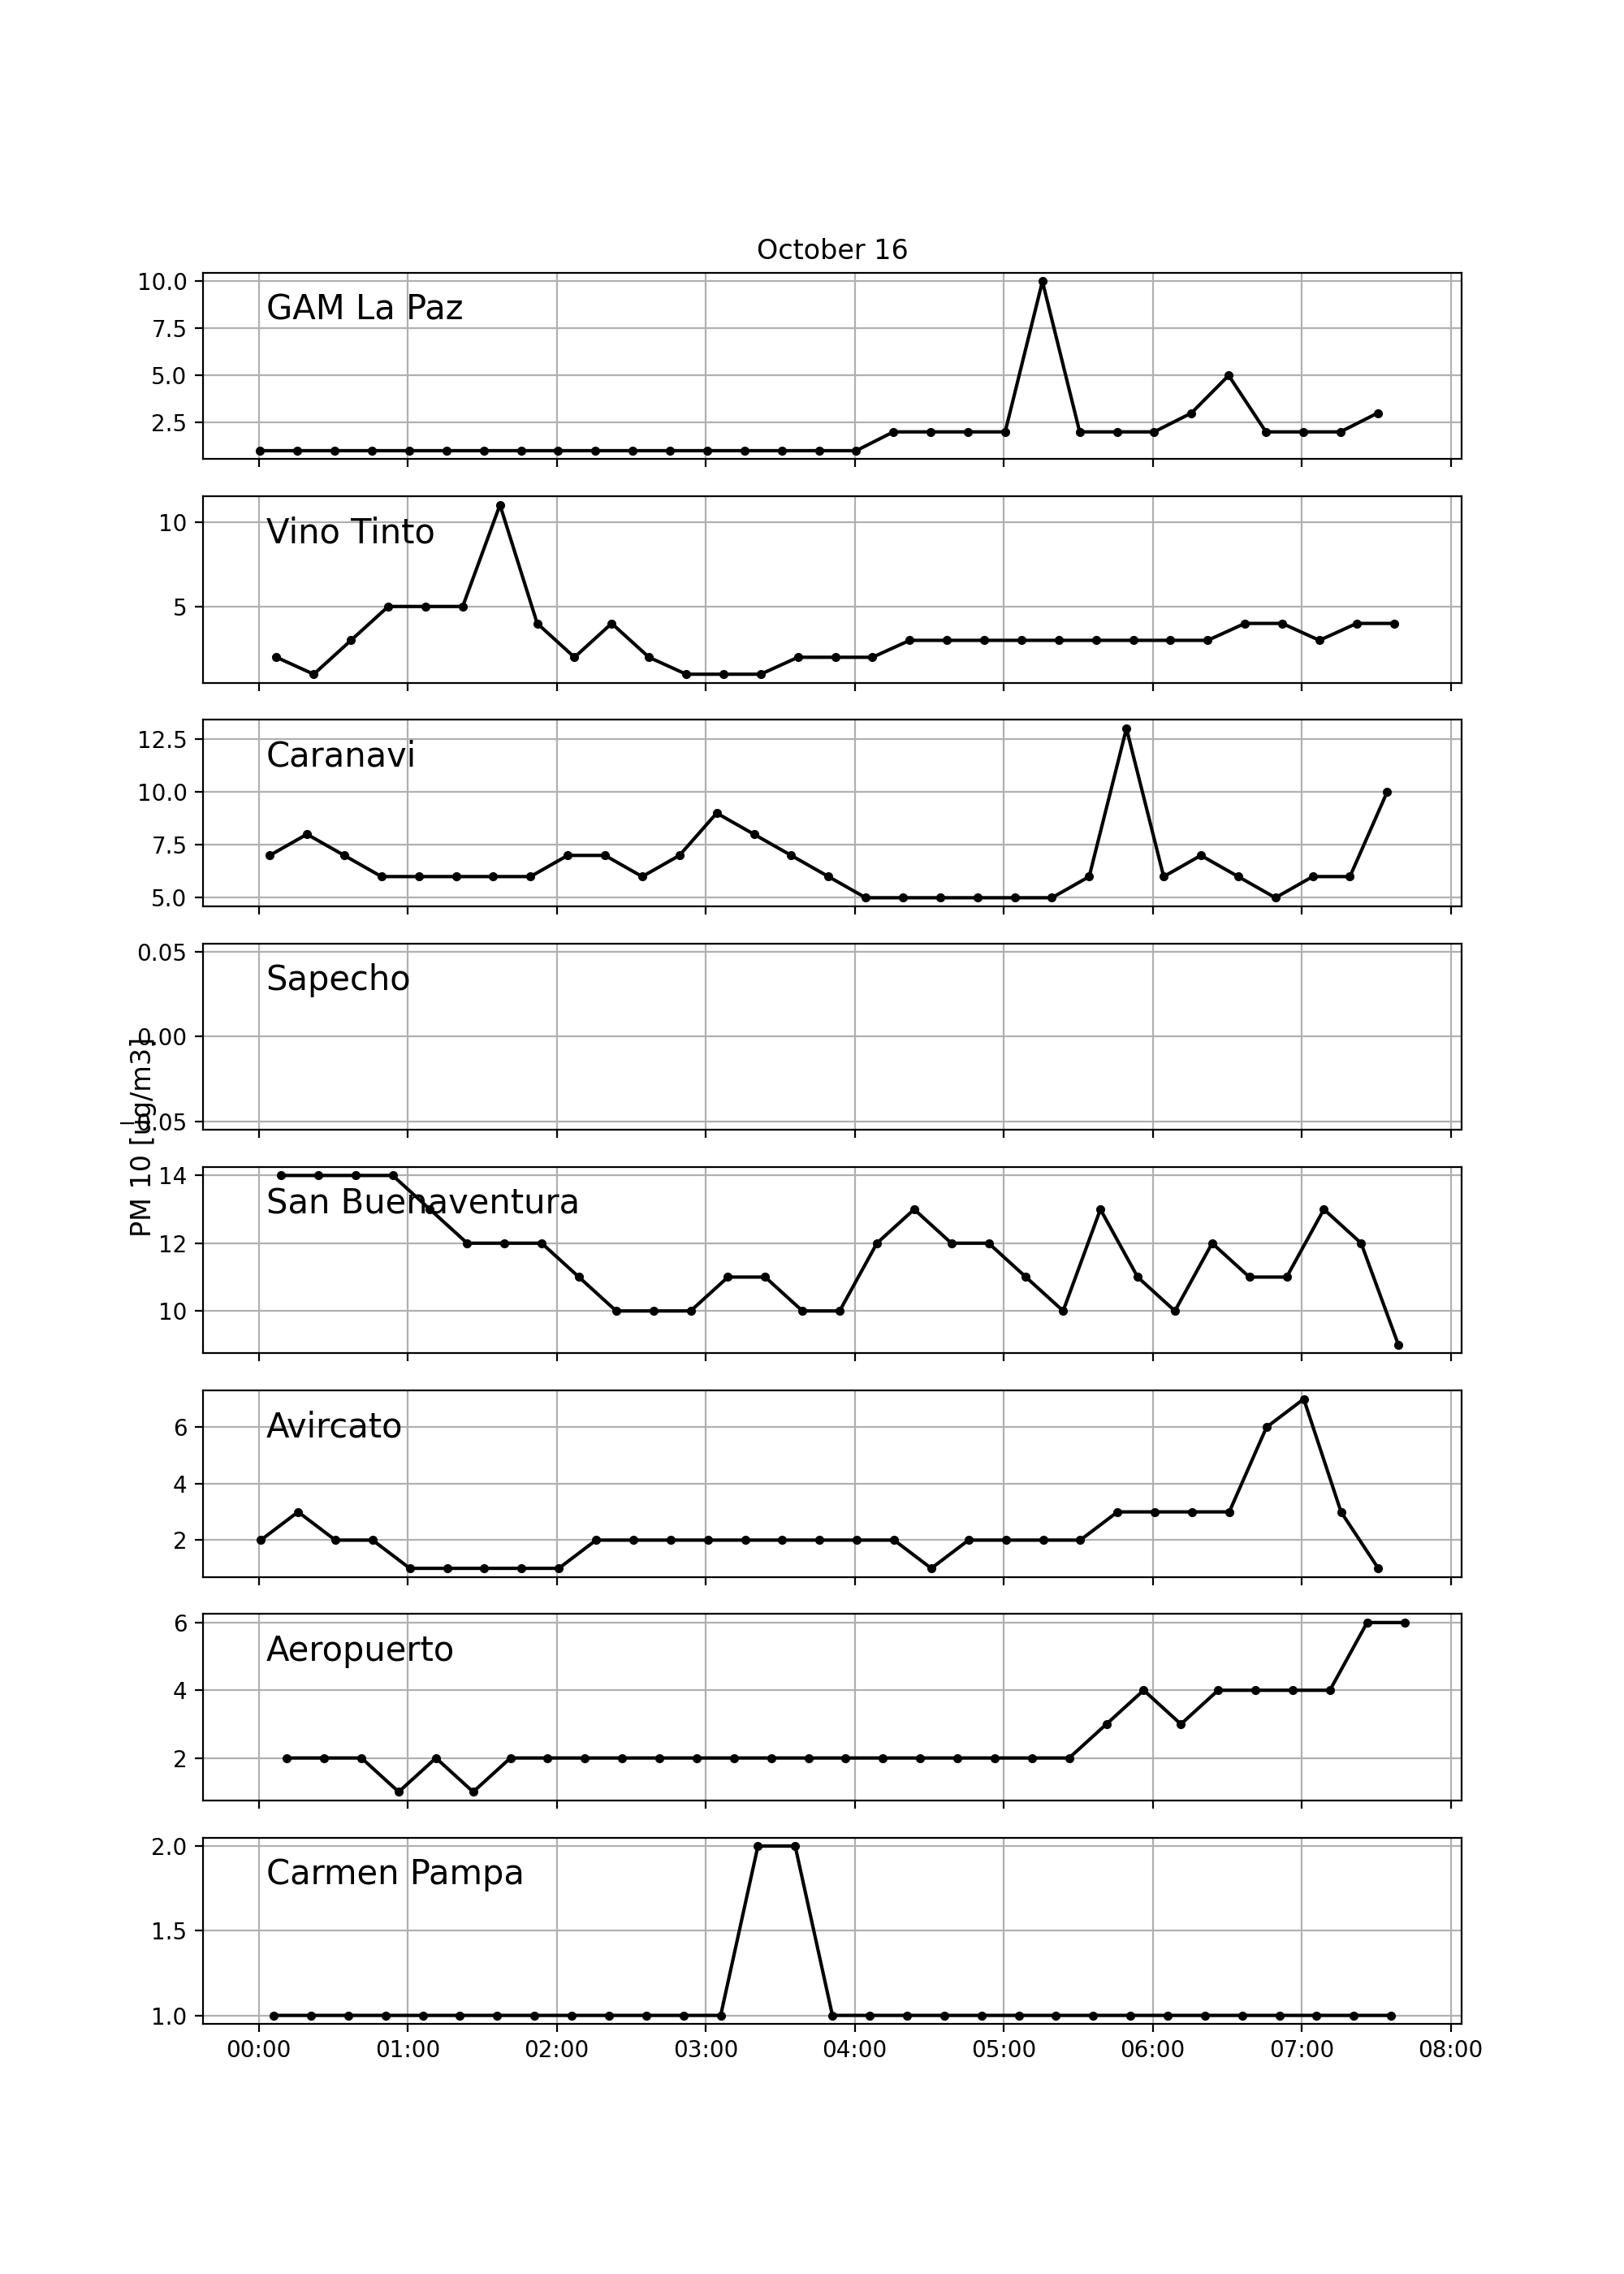 October 16
10.0
GAM La Paz
7.5
5.0
2.5
10
Vino Tinto
5
12.5
Caranavi
10.0
7.5
5.0
0.05
Sapecho
0.00
−0.05
PM 10 [ug/m3]
14
San Buenaventura
12
10
6
Avircato
4
2
6
Aeropuerto
4
2
2.0
Carmen Pampa
1.5
1.0
00:00 01:00 02:00 03:00 04:00 05:00 06:00 07:00 08:00